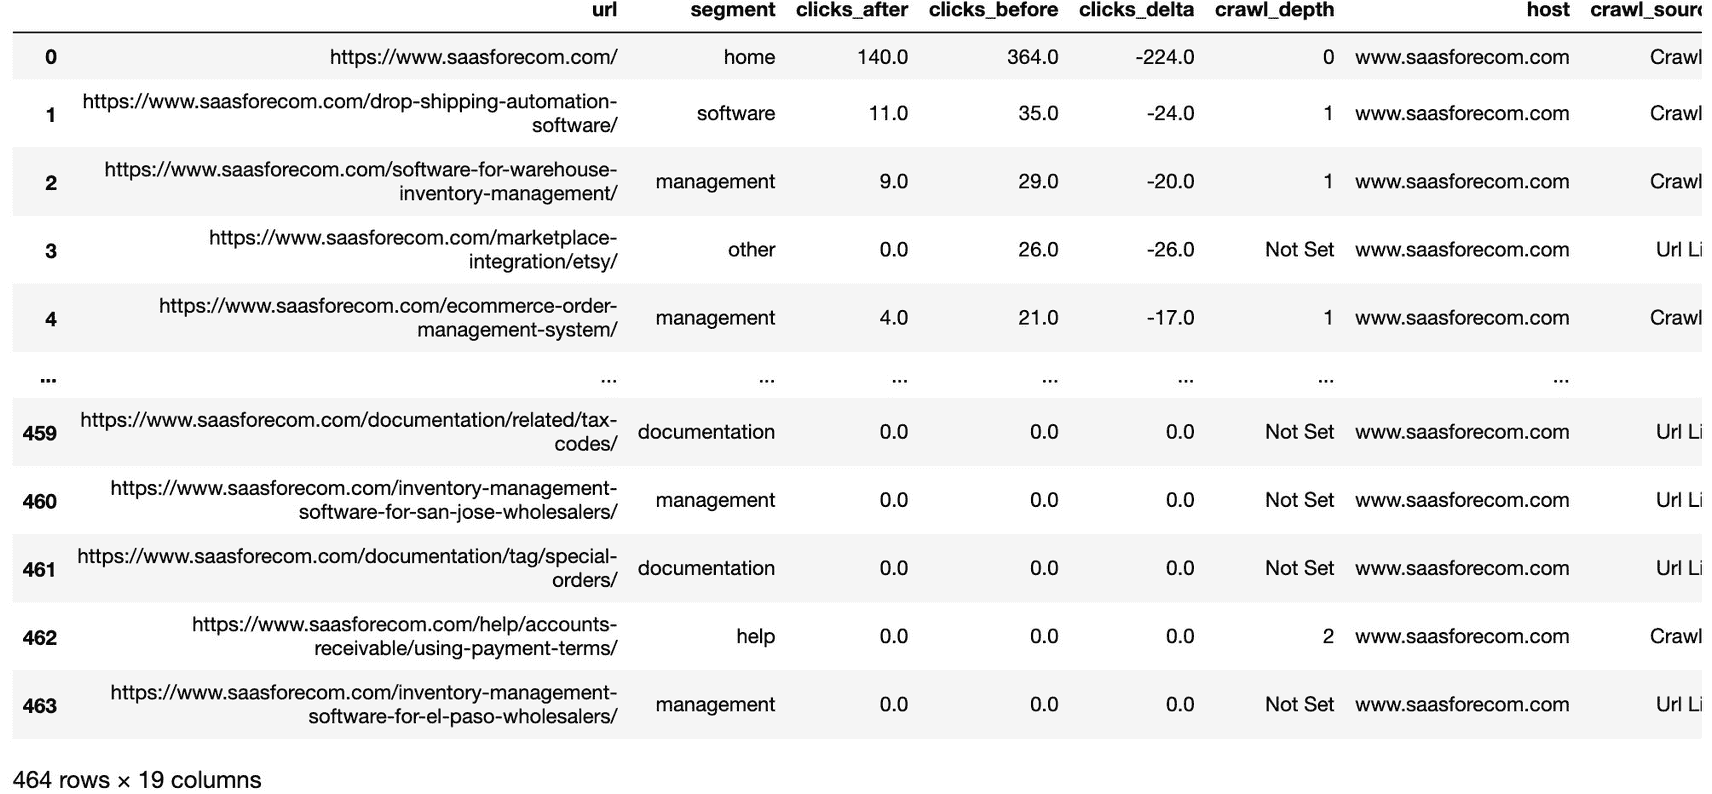 url segment clicks_after clicks_before clicks_delta crawl_depth host crawl_sourc
0 https://www.saasforecom.com/ home 140.0 364.0 -224.0 0 www.saasforecom.com Crawl
https://www.saasforecom.com/drop-shipping-automation-
1 software/ software 11.0 35.0 -24.0 1 www.saasforecom.com Crawl
https://www.saasforecom.com/software-for-warehouse-
2 inventory-management/ management 9.0 29.0 -20.0 1 www.saasforecom.com Crawl
https://www.saasforecom.com/marketplace-
3 integration/etsy/ other 0.0 26.0 -26.0 Not Set www.saasforecom.com Url Li
https://www.saasforecom.com/ecommerce-order-
4 management-system/ management 4.0 21.0 -17.0 1 www.saasforecom.com Crawl
... ... ... ... ... ... ... ...
https://www.saasforecom.com/documentation/related/tax-
459 codes/ documentation 0.0 0.0 0.0 Not Set www.saasforecom.com Url Li
https://www.saasforecom.com/inventory-management-
460 software-for-san-jose-wholesalers/ management 0.0 0.0 0.0 Not Set www.saasforecom.com Url Li
https://www.saasforecom.com/documentation/tag/special-
461 orders/ documentation 0.0 0.0 0.0 Not Set www.saasforecom.com Url Li
https://www.saasforecom.com/help/accounts-
462 receivable/using-payment-terms/ help 0.0 0.0 0.0 2 www.saasforecom.com Crawl
https://www.saasforecom.com/inventory-management-
463 software-for-el-paso-wholesalers/ management 0.0 0.0 0.0 Not Set www.saasforecom.com Url Li
464 rows × 19 columns